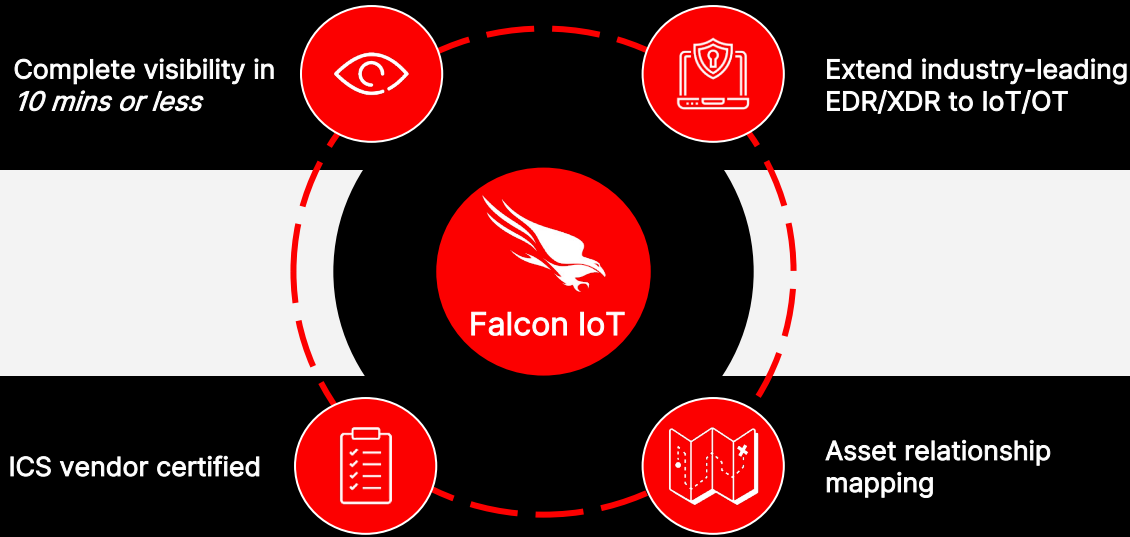 Complete visibility in
10 mins or less
Extend industry-leading
EDR/XDR to IoT/OT
Falcon IoT
ICS vendor certified
Asset relationship
mapping